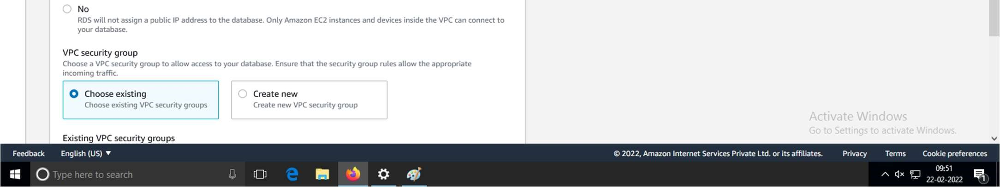 No
RDS will not assign a public IP address to the database. Only Amazon EC2 instances and devices inside the VPC can connect to
your database.
VPC security group
Choose a VPC security group to allow access to your database. Ensure that the security group rules allow the appropriate
incoming traffic.
Choose existing
Choose existing VPC security groups
Create new
Create new VPC security group
Existing VPC security groups
Activate Windows
Go to Settings to activate Windows.
Feedback English (US) © 2022, Amazon Internet Services Private Ltd. or its affiliates. Privacy Terms Cookie preferences
Type here to search
09:51
22-02-2022
1